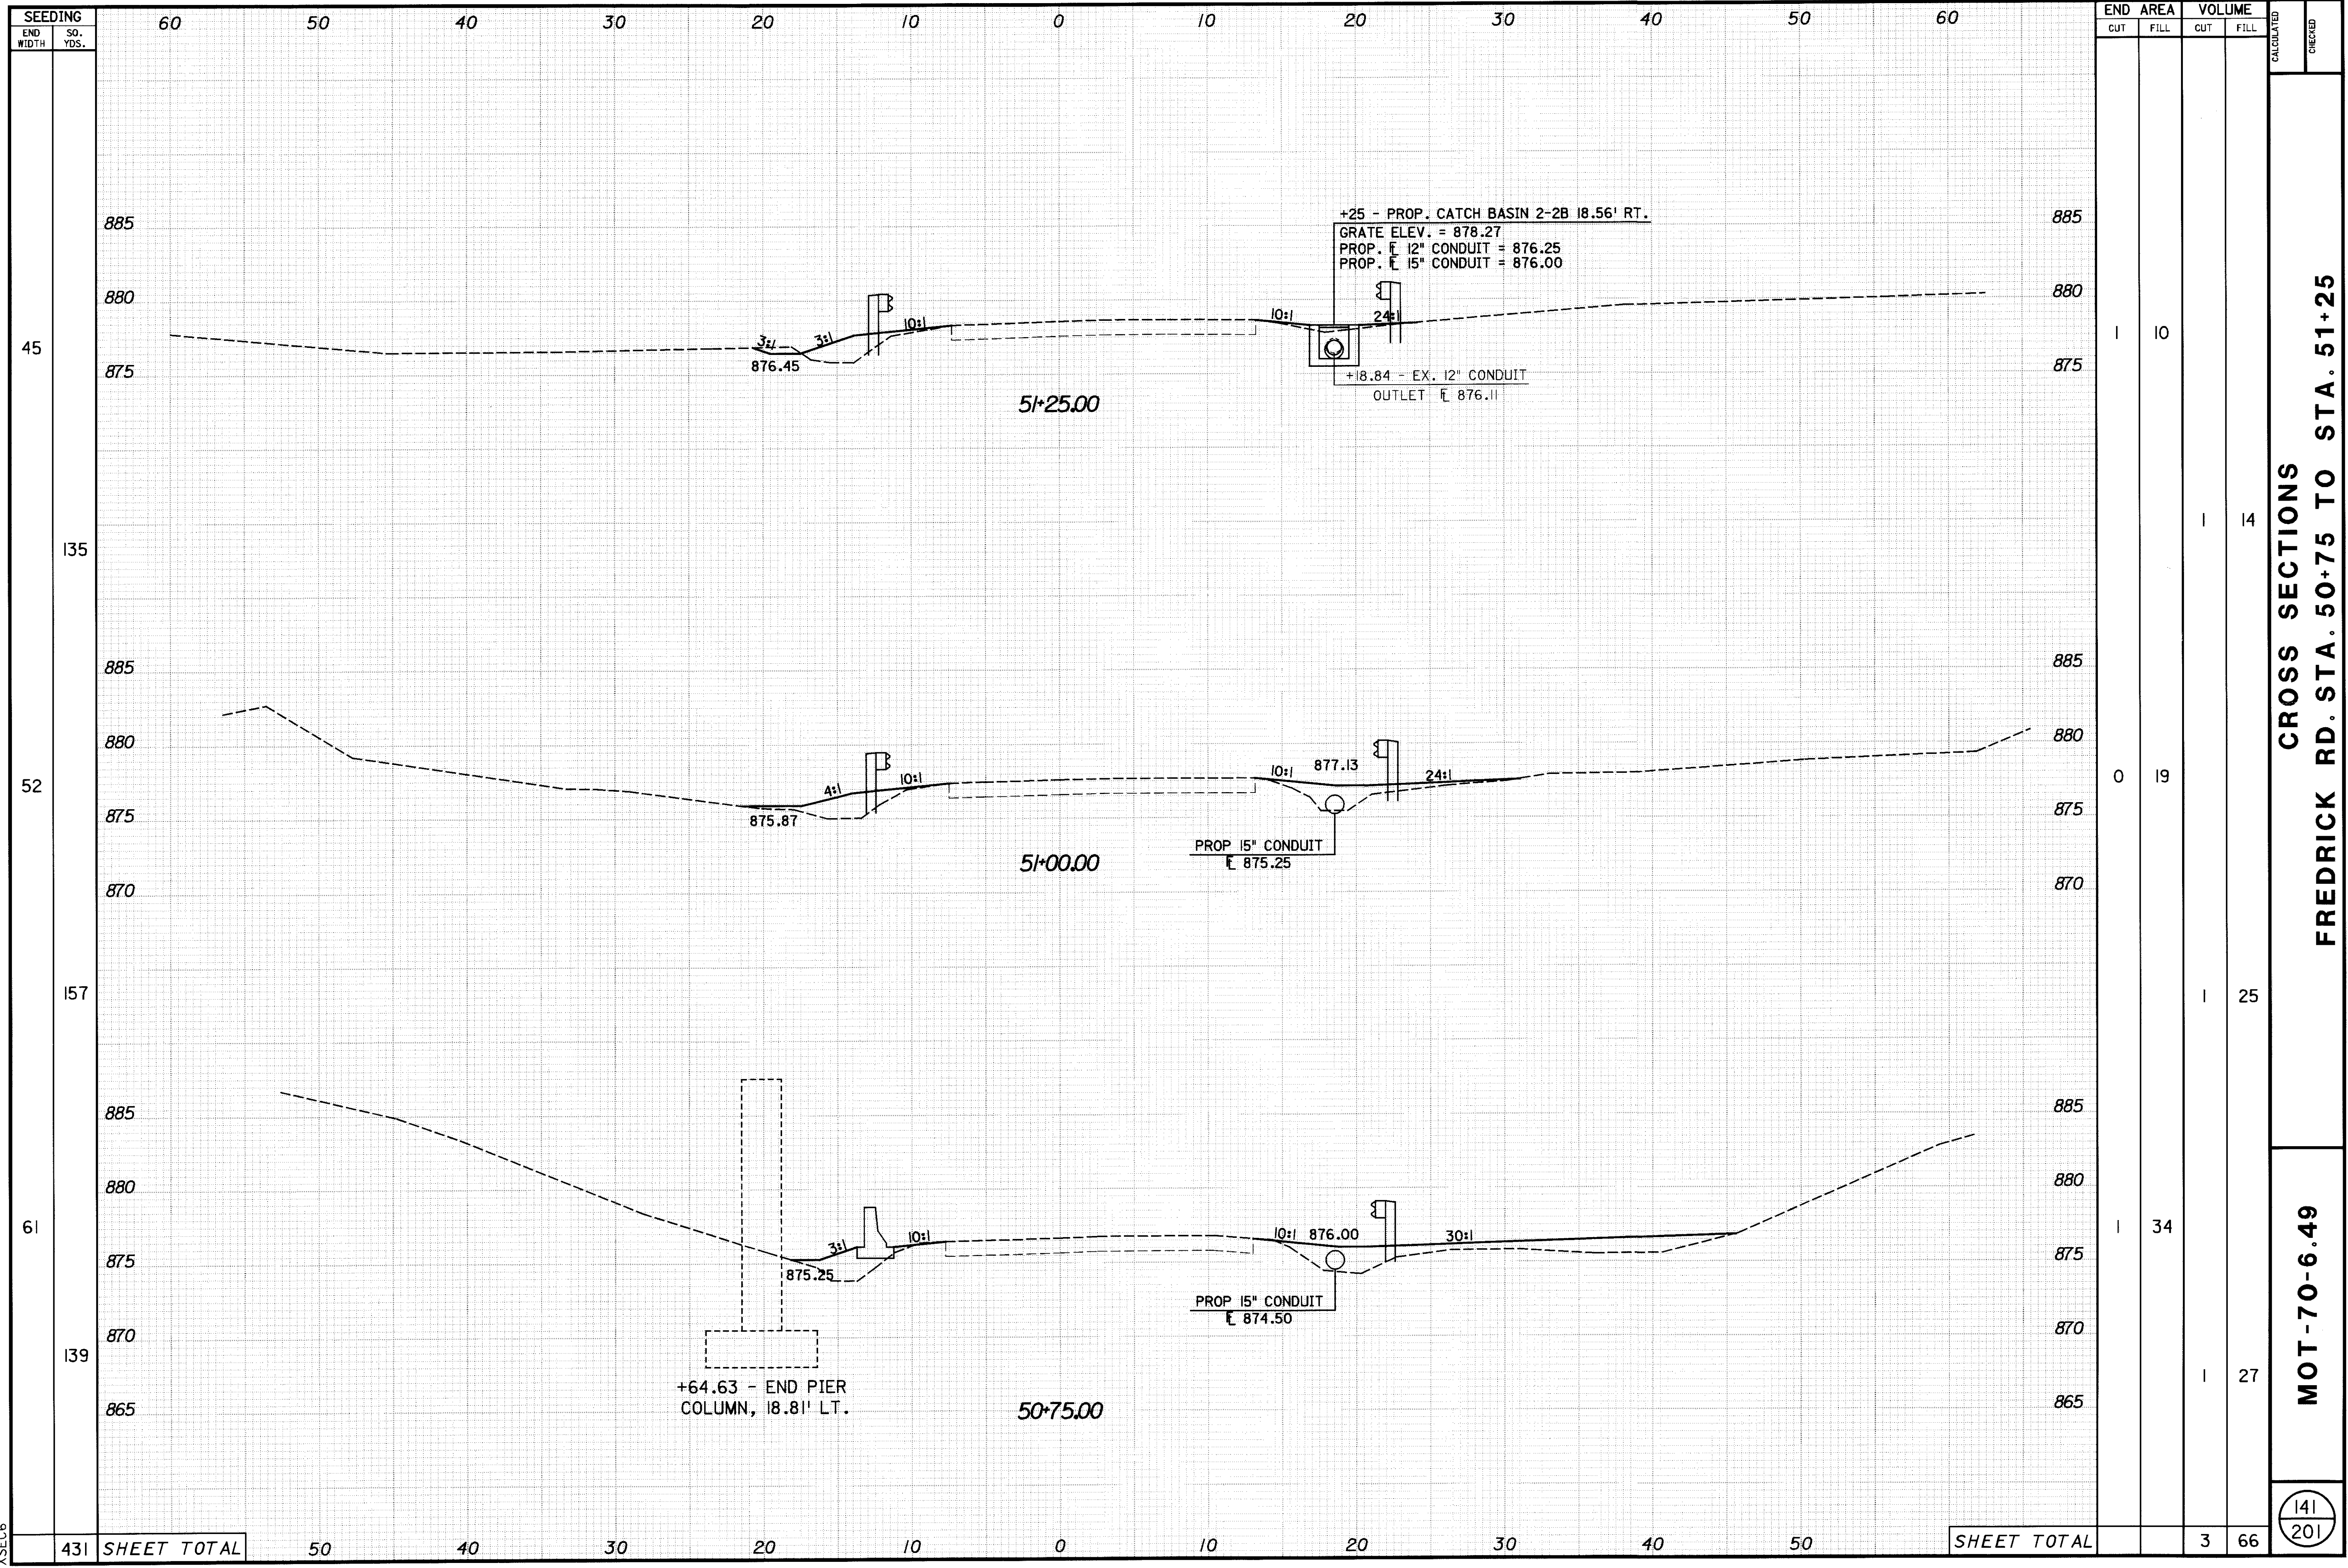 SEEDING
END WIDTH
SQ. YDS.
60 50 40 30 20 10 0 10 20 30 40 50 60
END AREA
VOLUME
CUT FILL CUT FILL
CALCULATED
CHECKED
885
885
+25 - PROP. CATCH BASIN 2-2B 18.56' RT.
GRATE ELEV. = 878.27
PROP. ℄ 12" CONDUIT = 876.25
PROP. ℄ 15" CONDUIT = 876.00
880
880
10:1
10:1
24:1
3:1
3:1
45
1 10
875
876.45
875
+18.84 - EX. 12" CONDUIT
OUTLET ℄ 876.11
51+25.00
1 14
135
885
885
880
880
877.13
10:1
10:1
24:1
4:1
52
0 19
875
875.87
875
PROP 15" CONDUIT
℄ 875.25
51+00.00
870
870
157
1 25
885
885
880
880
61
3:1
10:1
10:1
876.00
30:1
1 34
875
875.25
875
PROP 15" CONDUIT
℄ 874.50
870
870
139
+64.63 - END PIER
COLUMN, 18.81' LT.
1 27
865
865
50+75.00
431 SHEET TOTAL
50 40 30 20 10 0 10 20 30 40 50
SHEET TOTAL
3 66
CROSS SECTIONS
FREDRICK RD. STA. 50+75 TO STA. 51+25
MOT-70-6.49
141
201
XSEC6